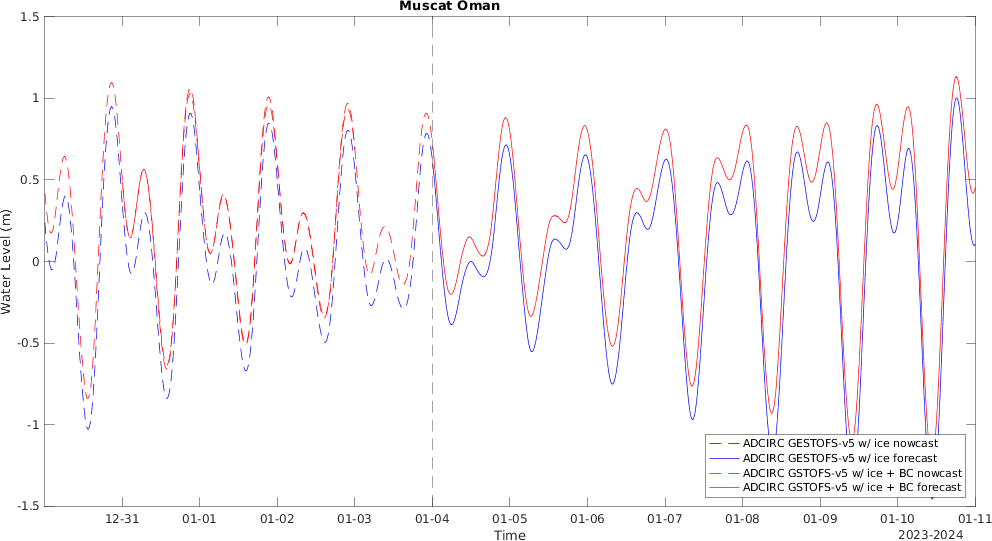 Muscat Oman
1.5
1
0.5
0
-0.5
-1
-1.5
Water Level (m)
ADCIRC GESTOFS-v5 w/ ice nowcast
ADCIRC GESTOFS-v5 w/ ice forecast
ADCIRC GSTOFS-v5 w/ ice + BC nowcast
ADCIRC GSTOFS-v5 w/ ice + BC forecast
12-31 01-01 01-02 01-03 01-04 01-05 01-06 01-07 01-08 01-09 01-10 01-11
Time
2023-2024